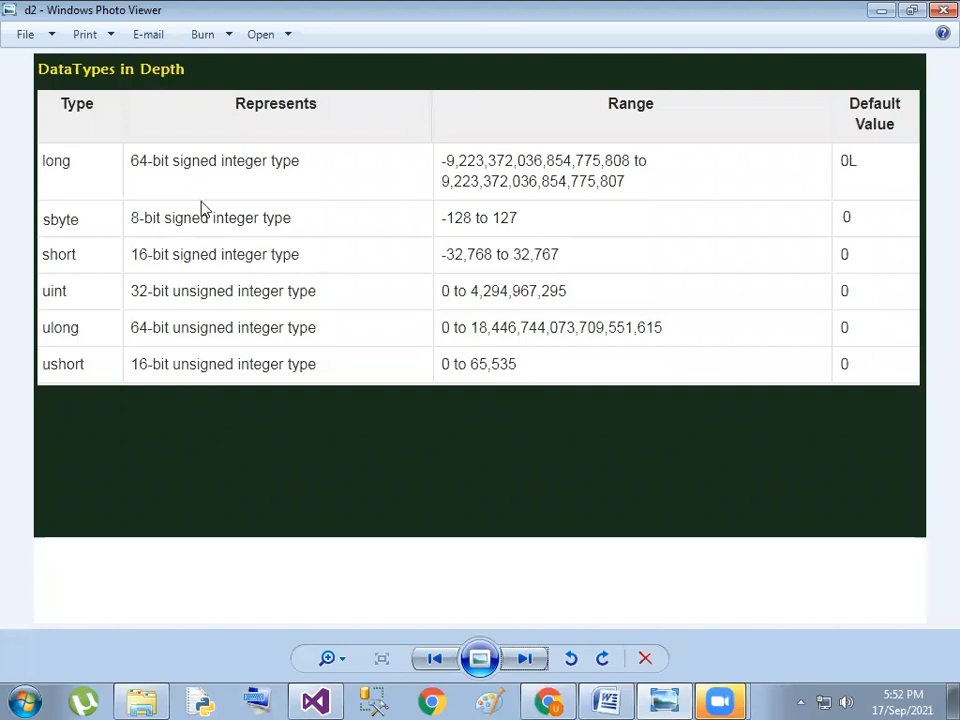 d2 - Windows Photo Viewer
File Print E-mail Burn Open
DataTypes in Depth
Type Represents Range Default
Value
long 64-bit signed integer type -9,223,372,036,854,775,808 to 0L
9,223,372,036,854,775,807
sbyte 8-bit signed integer type -128 to 127 0
short 16-bit signed integer type -32,768 to 32,767 0
uint 32-bit unsigned integer type 0 to 4,294,967,295 0
ulong 64-bit unsigned integer type 0 to 18,446,744,073,709,551,615 0
ushort 16-bit unsigned integer type 0 to 65,535 0
5:52 PM
17/Sep/2021